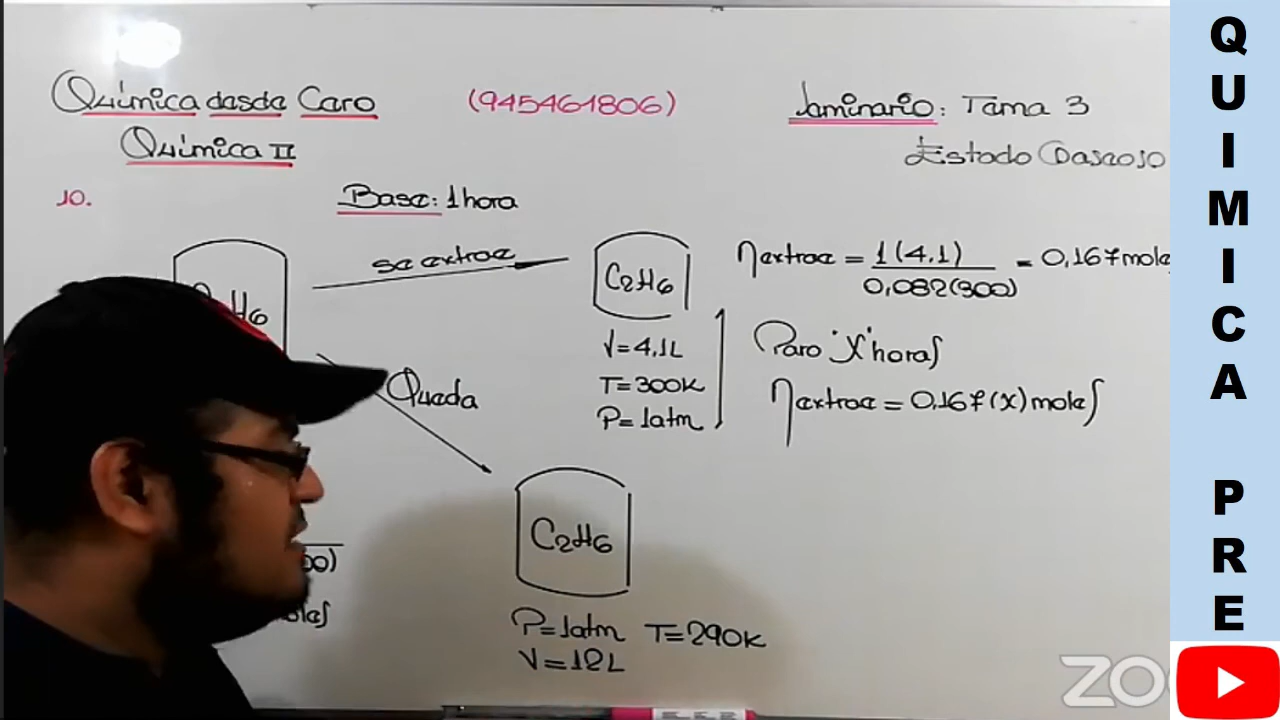 Química desde Cero
(945461806)
Seminario: Tema 3
Química II
Estado Gaseoso
10.
Base: 1 hora
se extrae
C2H6
ηextrae = 1(4,1) / 0,082(300) = 0,167 moles
V=4,1L
T=300K
P=1atm
Para "X" horas
ηextrae = 0,167(x) moles
Queda
C2H6
P=1atm T=290K
V=12L
QUIMICA PRE